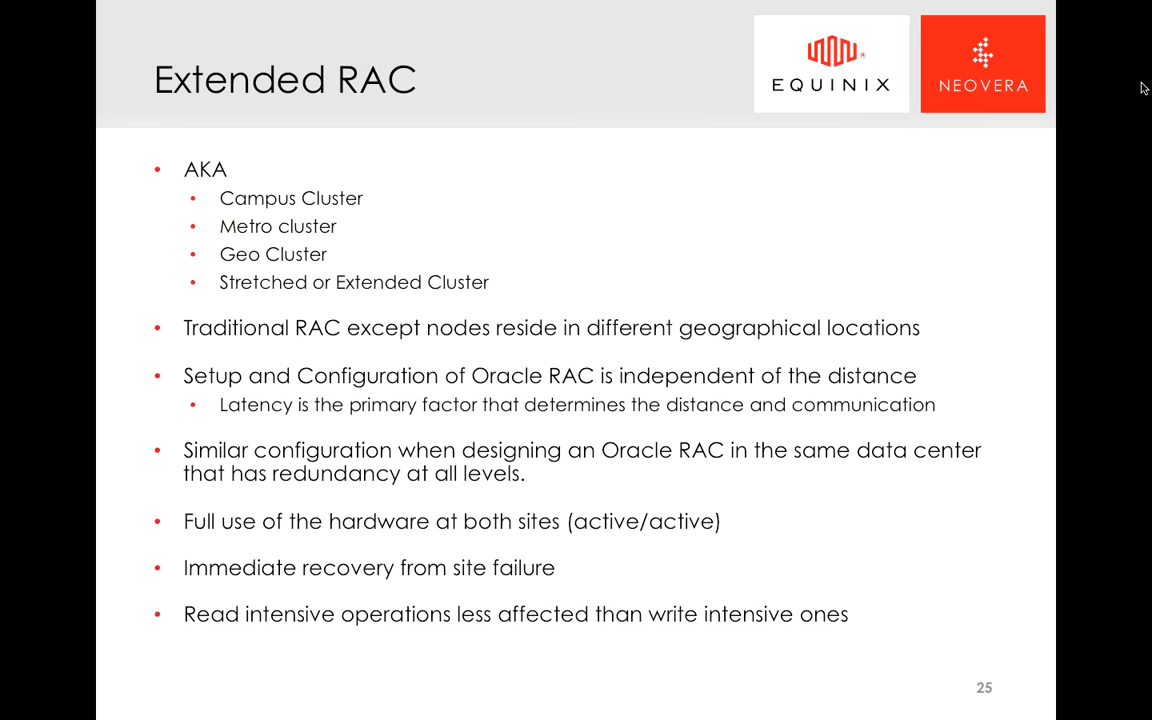 Extended RAC
EQUINIX
NEOVERA
• AKA
• Campus Cluster
• Metro cluster
• Geo Cluster
• Stretched or Extended Cluster
• Traditional RAC except nodes reside in different geographical locations
• Setup and Configuration of Oracle RAC is independent of the distance
• Latency is the primary factor that determines the distance and communication
• Similar configuration when designing an Oracle RAC in the same data center
that has redundancy at all levels.
• Full use of the hardware at both sites (active/active)
• Immediate recovery from site failure
• Read intensive operations less affected than write intensive ones
25